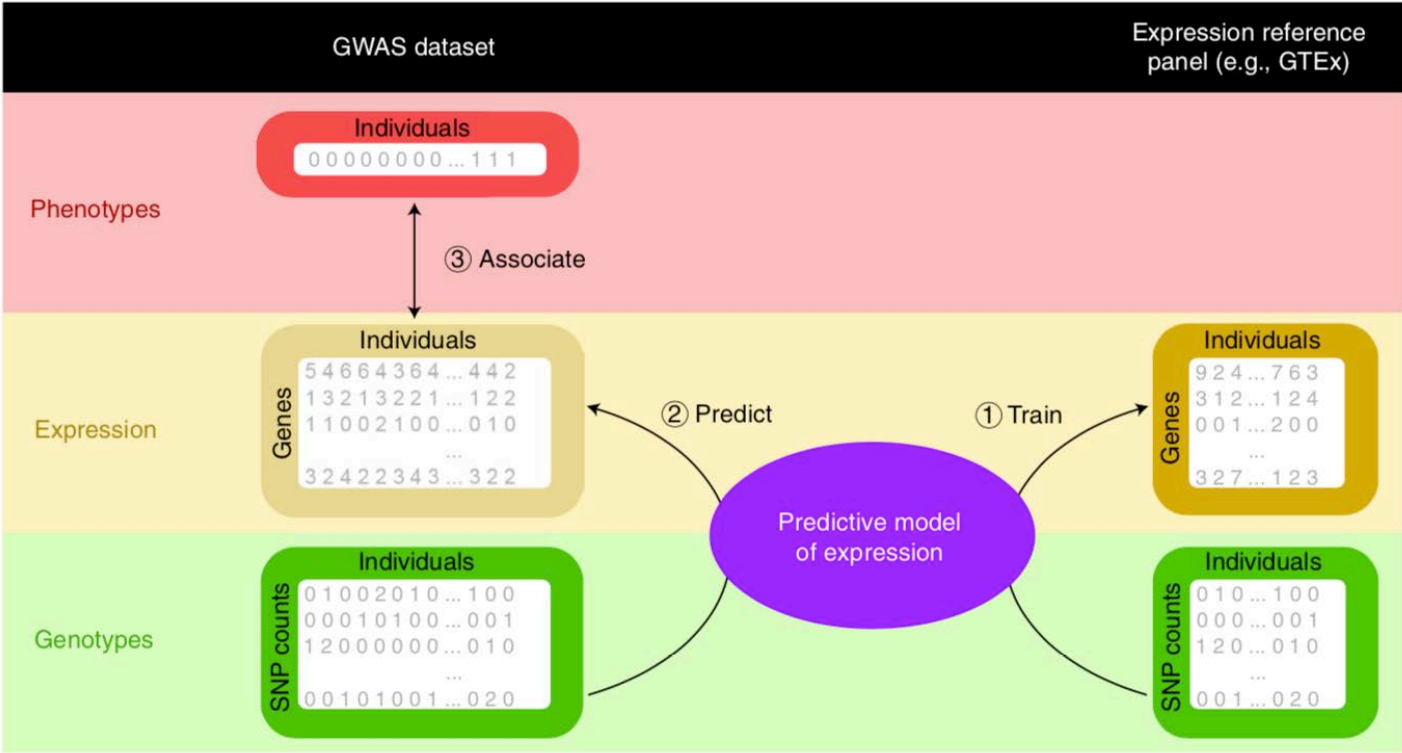 GWAS dataset
Expression reference
panel (e.g., GTEx)
Phenotypes
Individuals
0 0 0 0 0 0 0 0 ... 1 1 1
③ Associate
Expression
Individuals
Genes
5 4 6 6 4 3 6 4 ... 4 4 2
1 3 2 1 3 2 2 1 ... 1 2 2
1 1 0 0 2 1 0 0 ... 0 1 0
...
3 2 4 2 2 3 4 3 ... 3 2 2
② Predict
① Train
Individuals
Genes
9 2 4 ... 7 6 3
3 1 2 ... 1 2 4
0 0 1 ... 2 0 0
...
3 2 7 ... 1 2 3
Predictive model
of expression
Genotypes
Individuals
SNP counts
0 1 0 0 2 0 1 0 ... 1 0 0
0 0 0 1 0 1 0 0 ... 0 0 1
1 2 0 0 0 0 0 0 ... 0 1 0
...
0 0 1 0 1 0 0 1 ... 0 2 0
Individuals
SNP counts
0 1 0 ... 1 0 0
0 0 0 ... 0 0 1
1 2 0 ... 0 1 0
...
0 0 1 ... 0 2 0